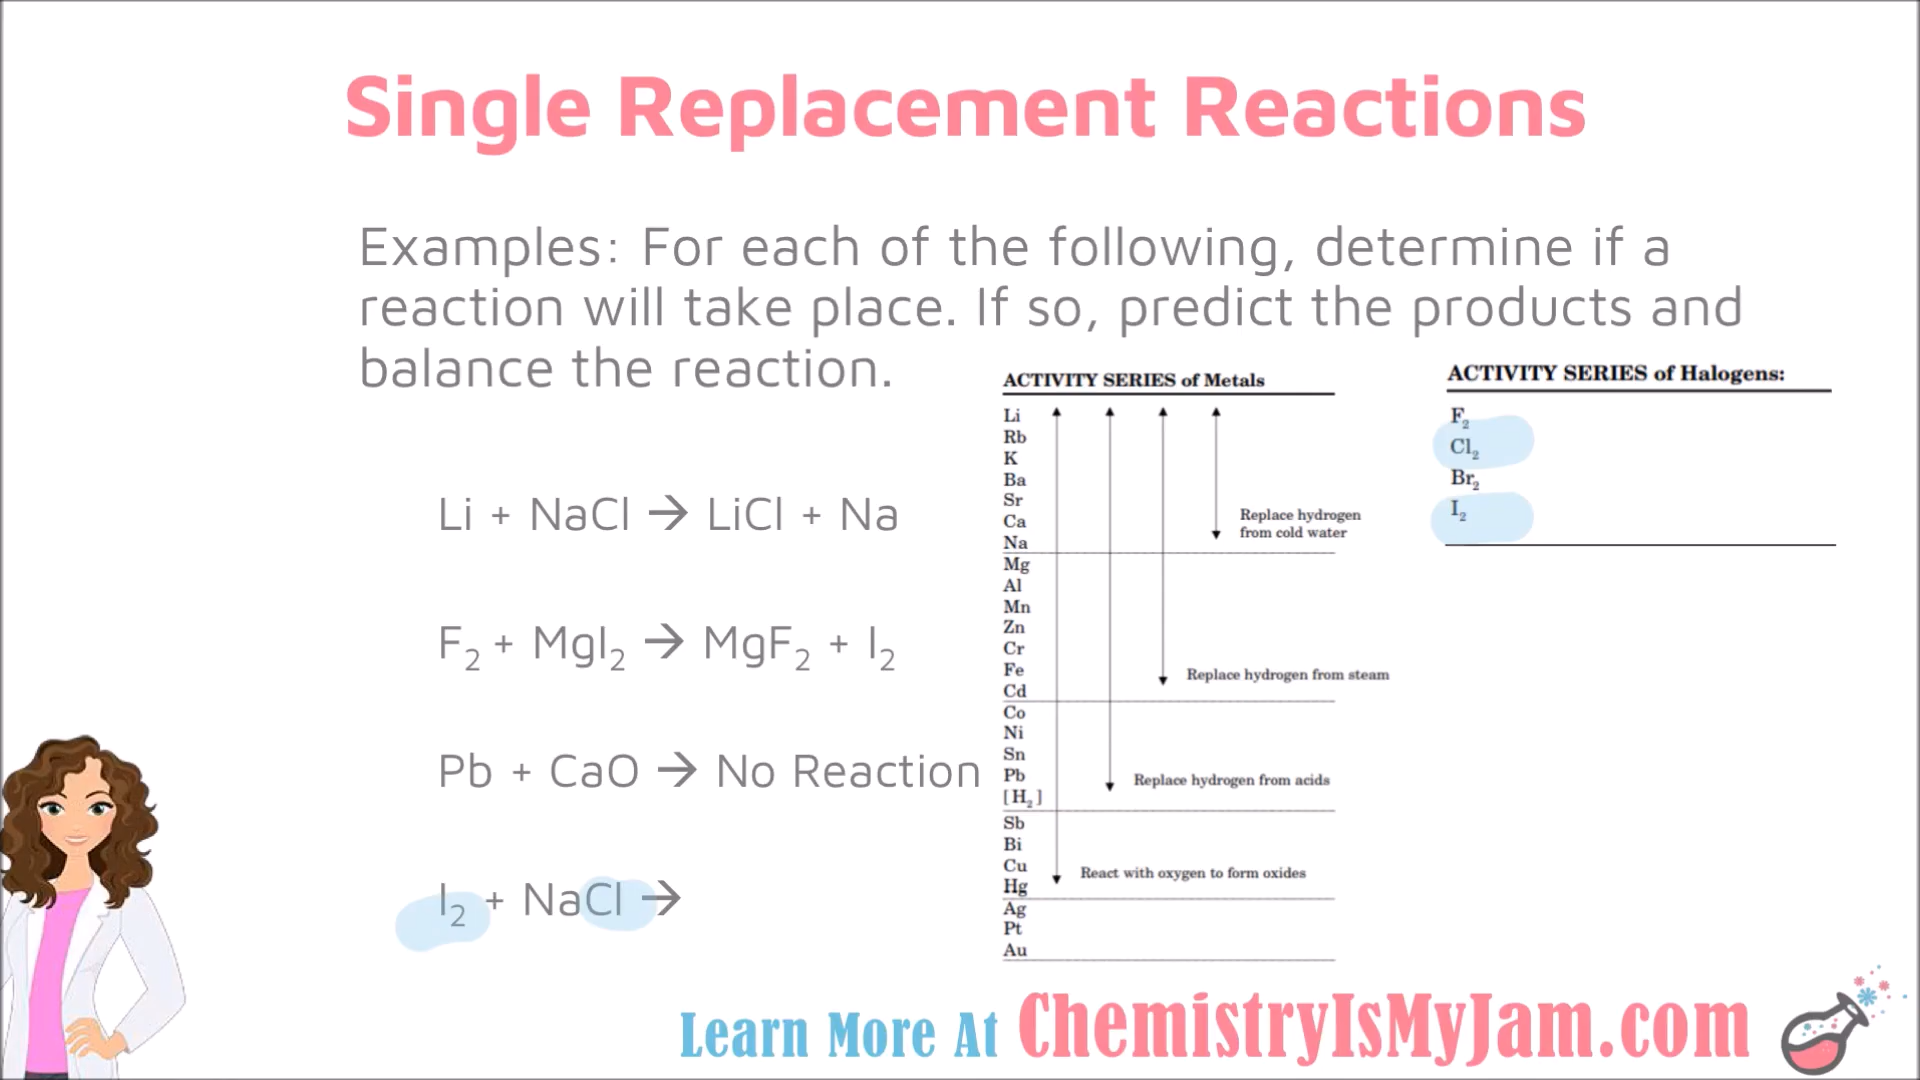 Single Replacement Reactions
Examples: For each of the following, determine if a
reaction will take place. If so, predict the products and
balance the reaction.
Li + NaCl → LiCl + Na
F₂ + MgI₂ → MgF₂ + I₂
Pb + CaO → No Reaction
I₂ + NaCl →
ACTIVITY SERIES of Metals
Li
Rb
K
Ba
Sr
Ca
Na
Replace hydrogen
from cold water
Mg
Al
Mn
Zn
Cr
Fe
Cd
Replace hydrogen from steam
Co
Ni
Sn
Pb
[H₂]
Replace hydrogen from acids
Sb
Bi
Cu
Hg
React with oxygen to form oxides
Ag
Pt
Au
ACTIVITY SERIES of Halogens:
F₂
Cl₂
Br₂
I₂
Learn More At ChemistryIsMyJam.com